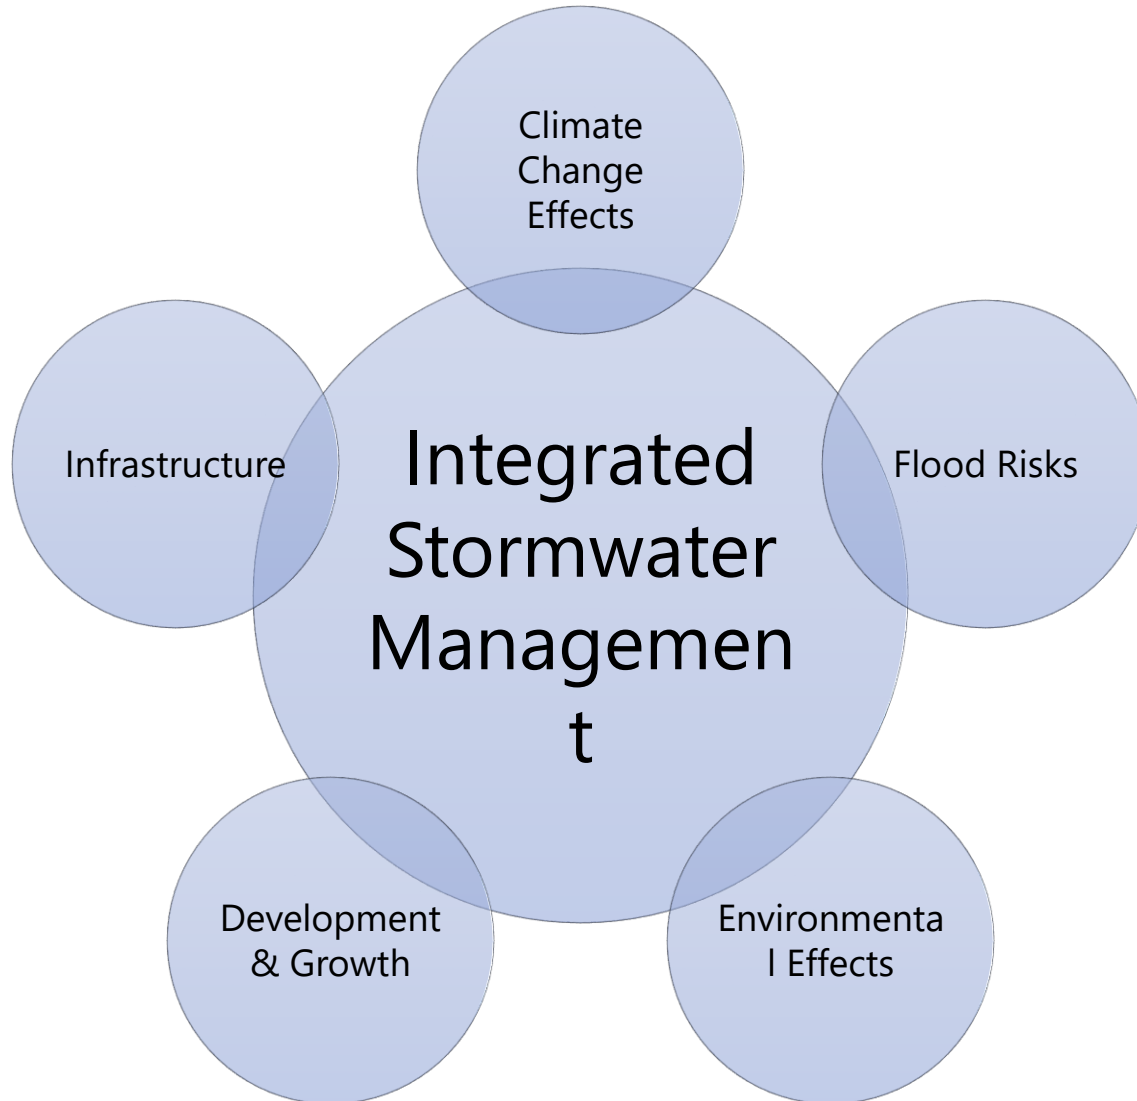 Climate
Change
Effects
Infrastructure
Integrated
Stormwater
Managemen
t
Flood Risks
Development
& Growth
Environmenta
l Effects